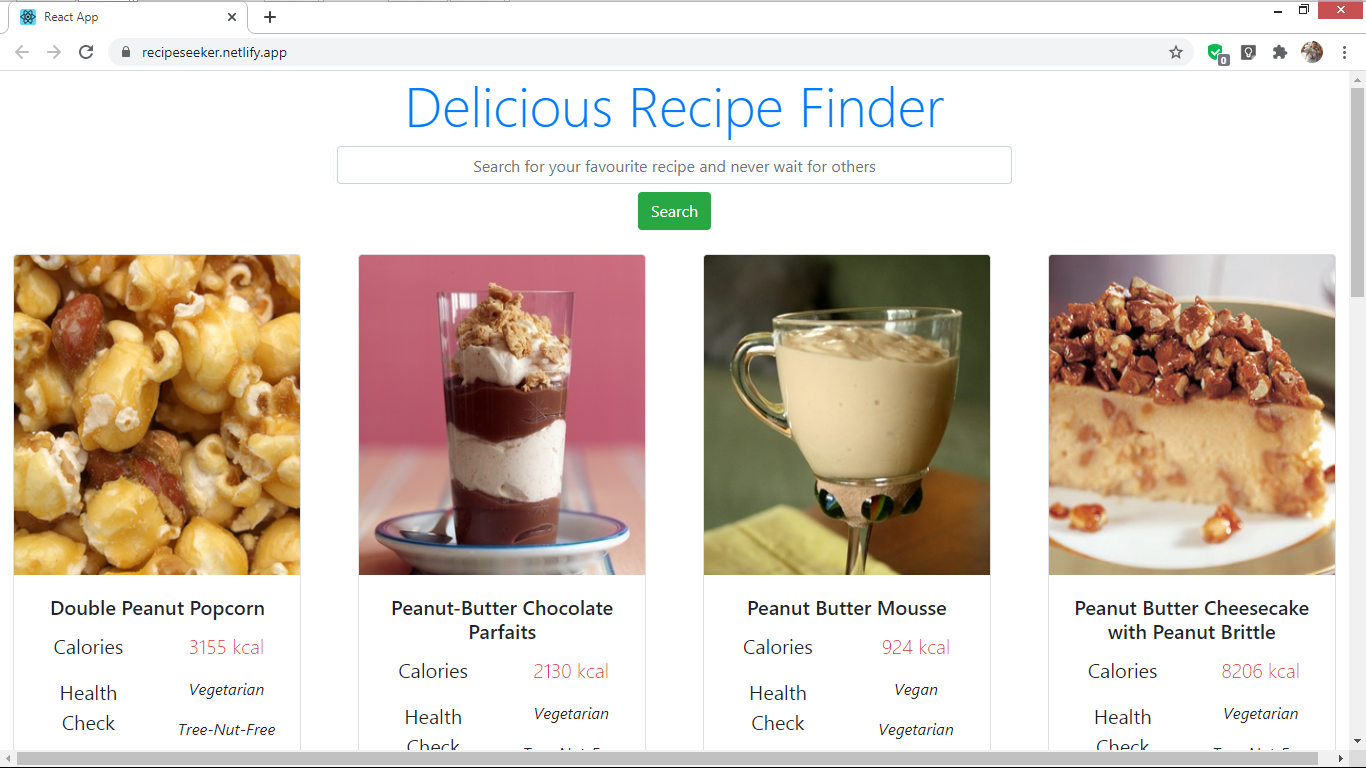 React App
recipeseeker.netlify.app
0
Delicious Recipe Finder
Search for your favourite recipe and never wait for others
Search
Double Peanut Popcorn
Calories
3155 kcal
Health
Check
Vegetarian
Tree-Nut-Free
Peanut-Butter Chocolate
Parfaits
Calories
2130 kcal
Health
Check
Vegetarian
Peanut Butter Mousse
Calories
924 kcal
Health
Check
Vegan
Vegetarian
Peanut Butter Cheesecake
with Peanut Brittle
Calories
8206 kcal
Health
Check
Vegetarian